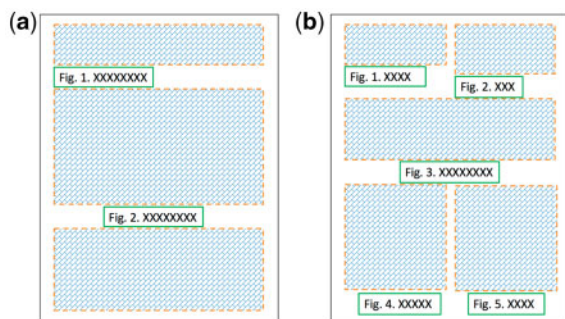 (a)
Fig. 1. XXXXXXXX
Fig. 2. XXXXXXXX
(b)
Fig. 1. XXXX
Fig. 2. XXX
Fig. 3. XXXXXXXX
Fig. 4. XXXXX
Fig. 5. XXXX